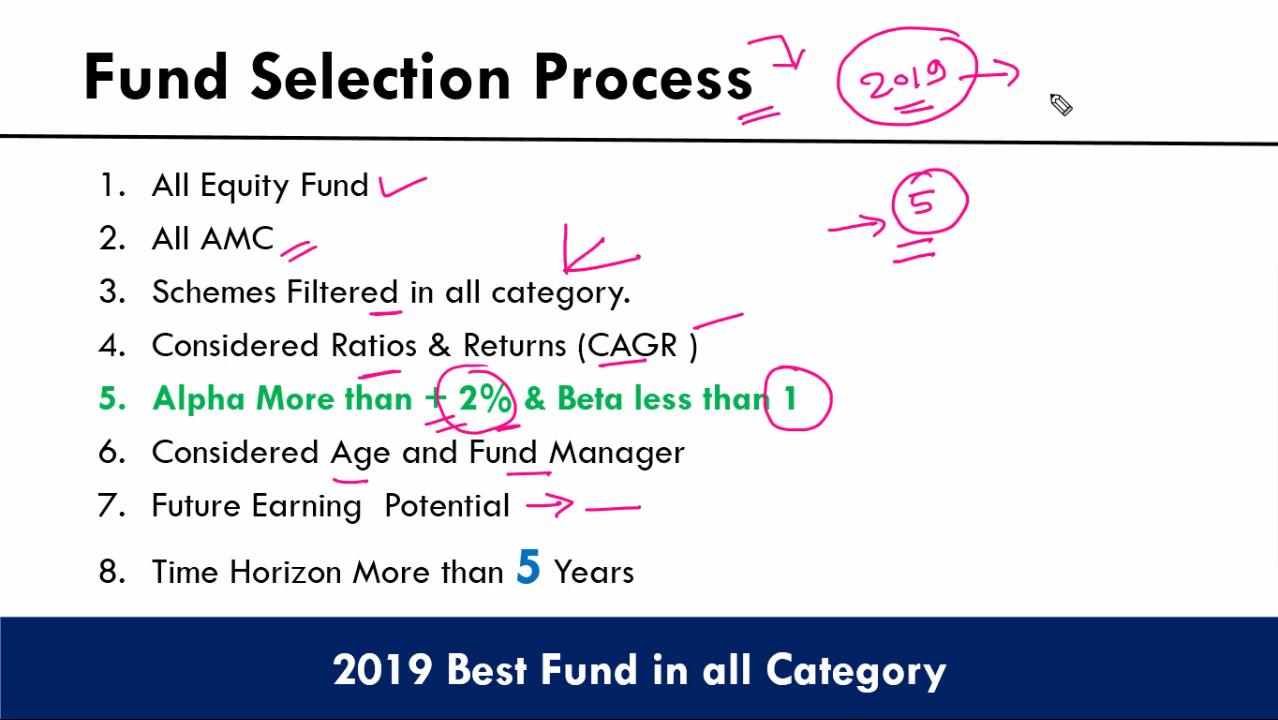 Fund Selection Process
2019
5
1. All Equity Fund
2. All AMC
3. Schemes Filtered in all category.
4. Considered Ratios & Returns (CAGR )
5. Alpha More than + 2% & Beta less than 1
6. Considered Age and Fund Manager
7. Future Earning Potential
8. Time Horizon More than 5 Years
2019 Best Fund in all Category